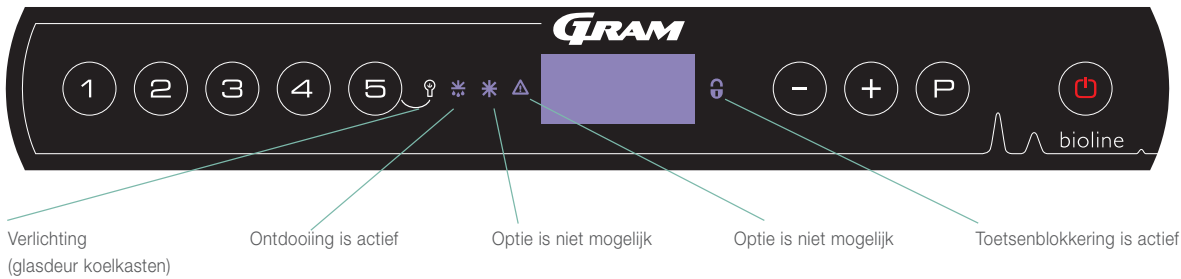 GRAM
1 2 3 4 5 - + P
bioline
Verlichting
(glasdeur koelkasten)
Ontdooiing is actief
Optie is niet mogelijk
Optie is niet mogelijk
Toetsenblokkering is actief